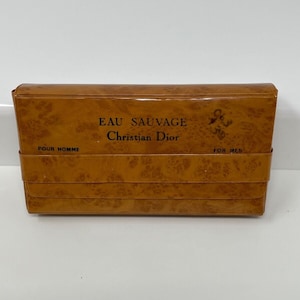 EAU SAUVAGE
Christian Dior
POUR HOMME
FOR MEN